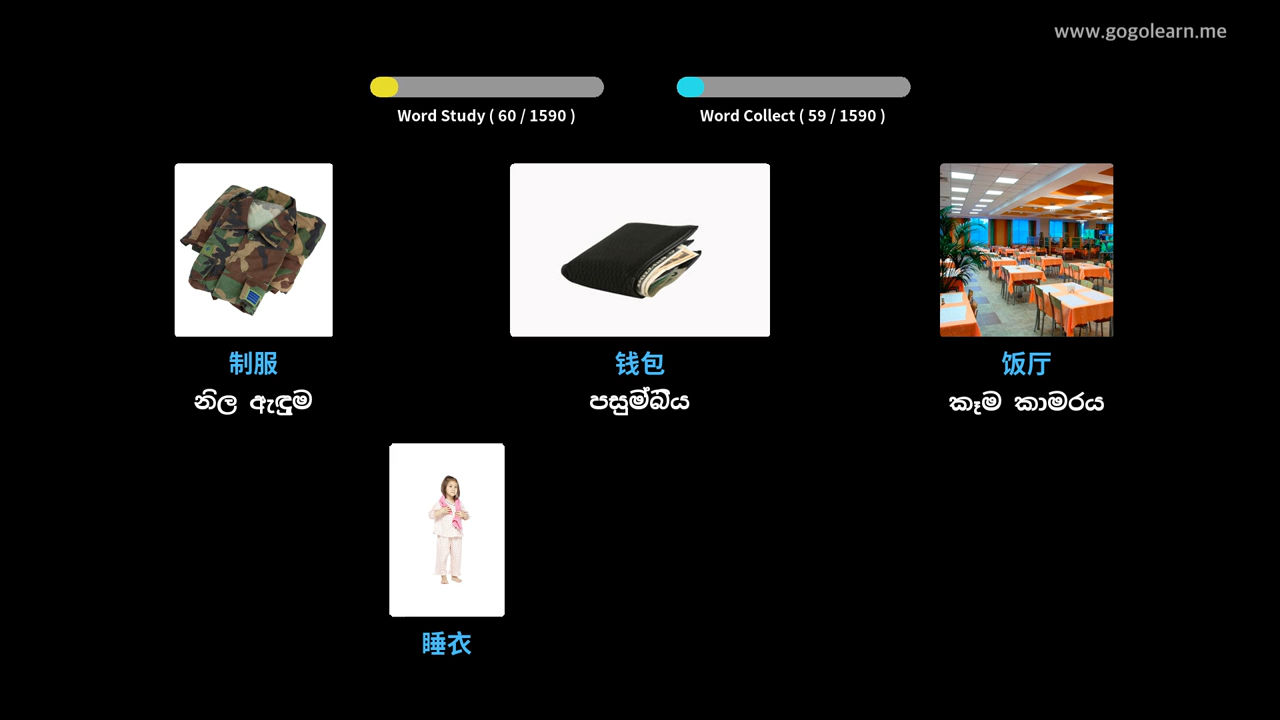 www.gogolearn.me
Word Study ( 60 / 1590 )
Word Collect ( 59 / 1590 )
制服
නිල ඇඳුම
钱包
පසුම්බිය
饭厅
කෑම කාමරය
睡衣